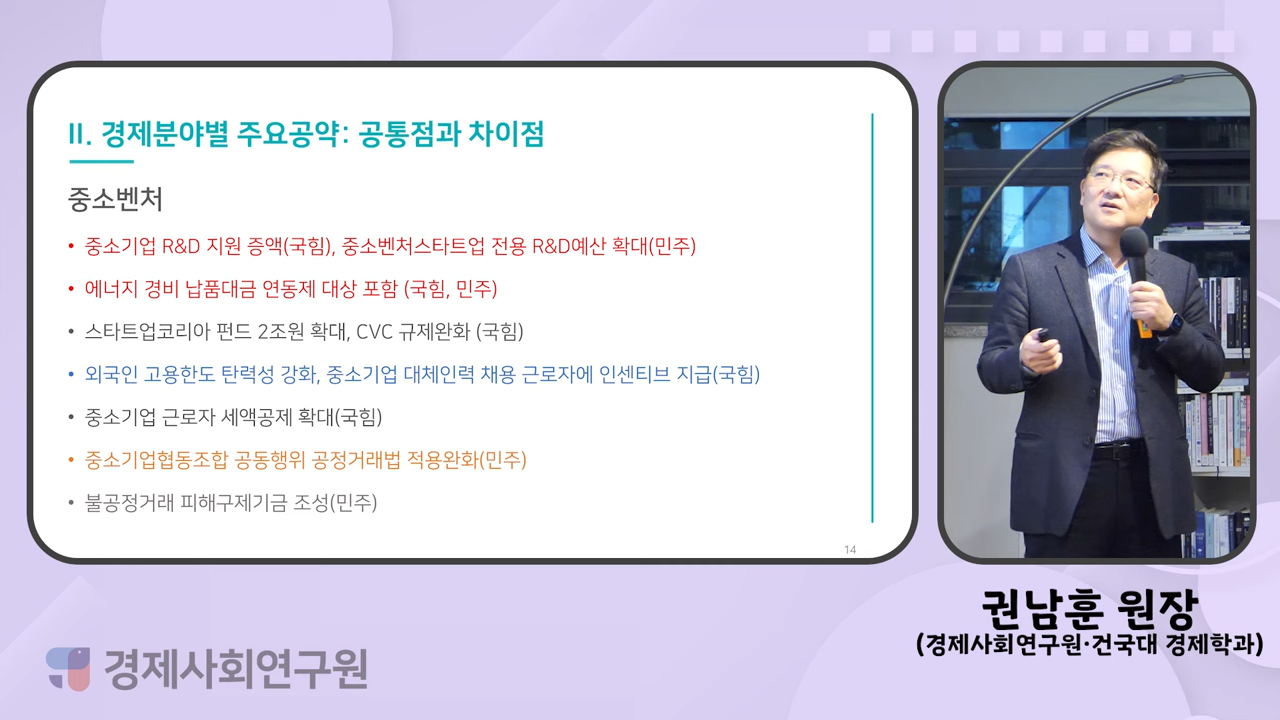 II. 경제분야별 주요공약: 공통점과 차이점
중소벤처
• 중소기업 R&D 지원 증액(국힘), 중소벤처스타트업 전용 R&D예산 확대(민주)
• 에너지 경비 납품대금 연동제 대상 포함 (국힘, 민주)
• 스타트업코리아 펀드 2조원 확대, CVC 규제완화 (국힘)
• 외국인 고용한도 탄력성 강화, 중소기업 대체인력 채용 근로자에 인센티브 지급(국힘)
• 중소기업 근로자 세액공제 확대(국힘)
• 중소기업협동조합 공동행위 공정거래법 적용완화(민주)
• 불공정거래 피해구제기금 조성(민주)
14
권남훈 원장
(경제사회연구원·건국대 경제학과)
경제사회연구원